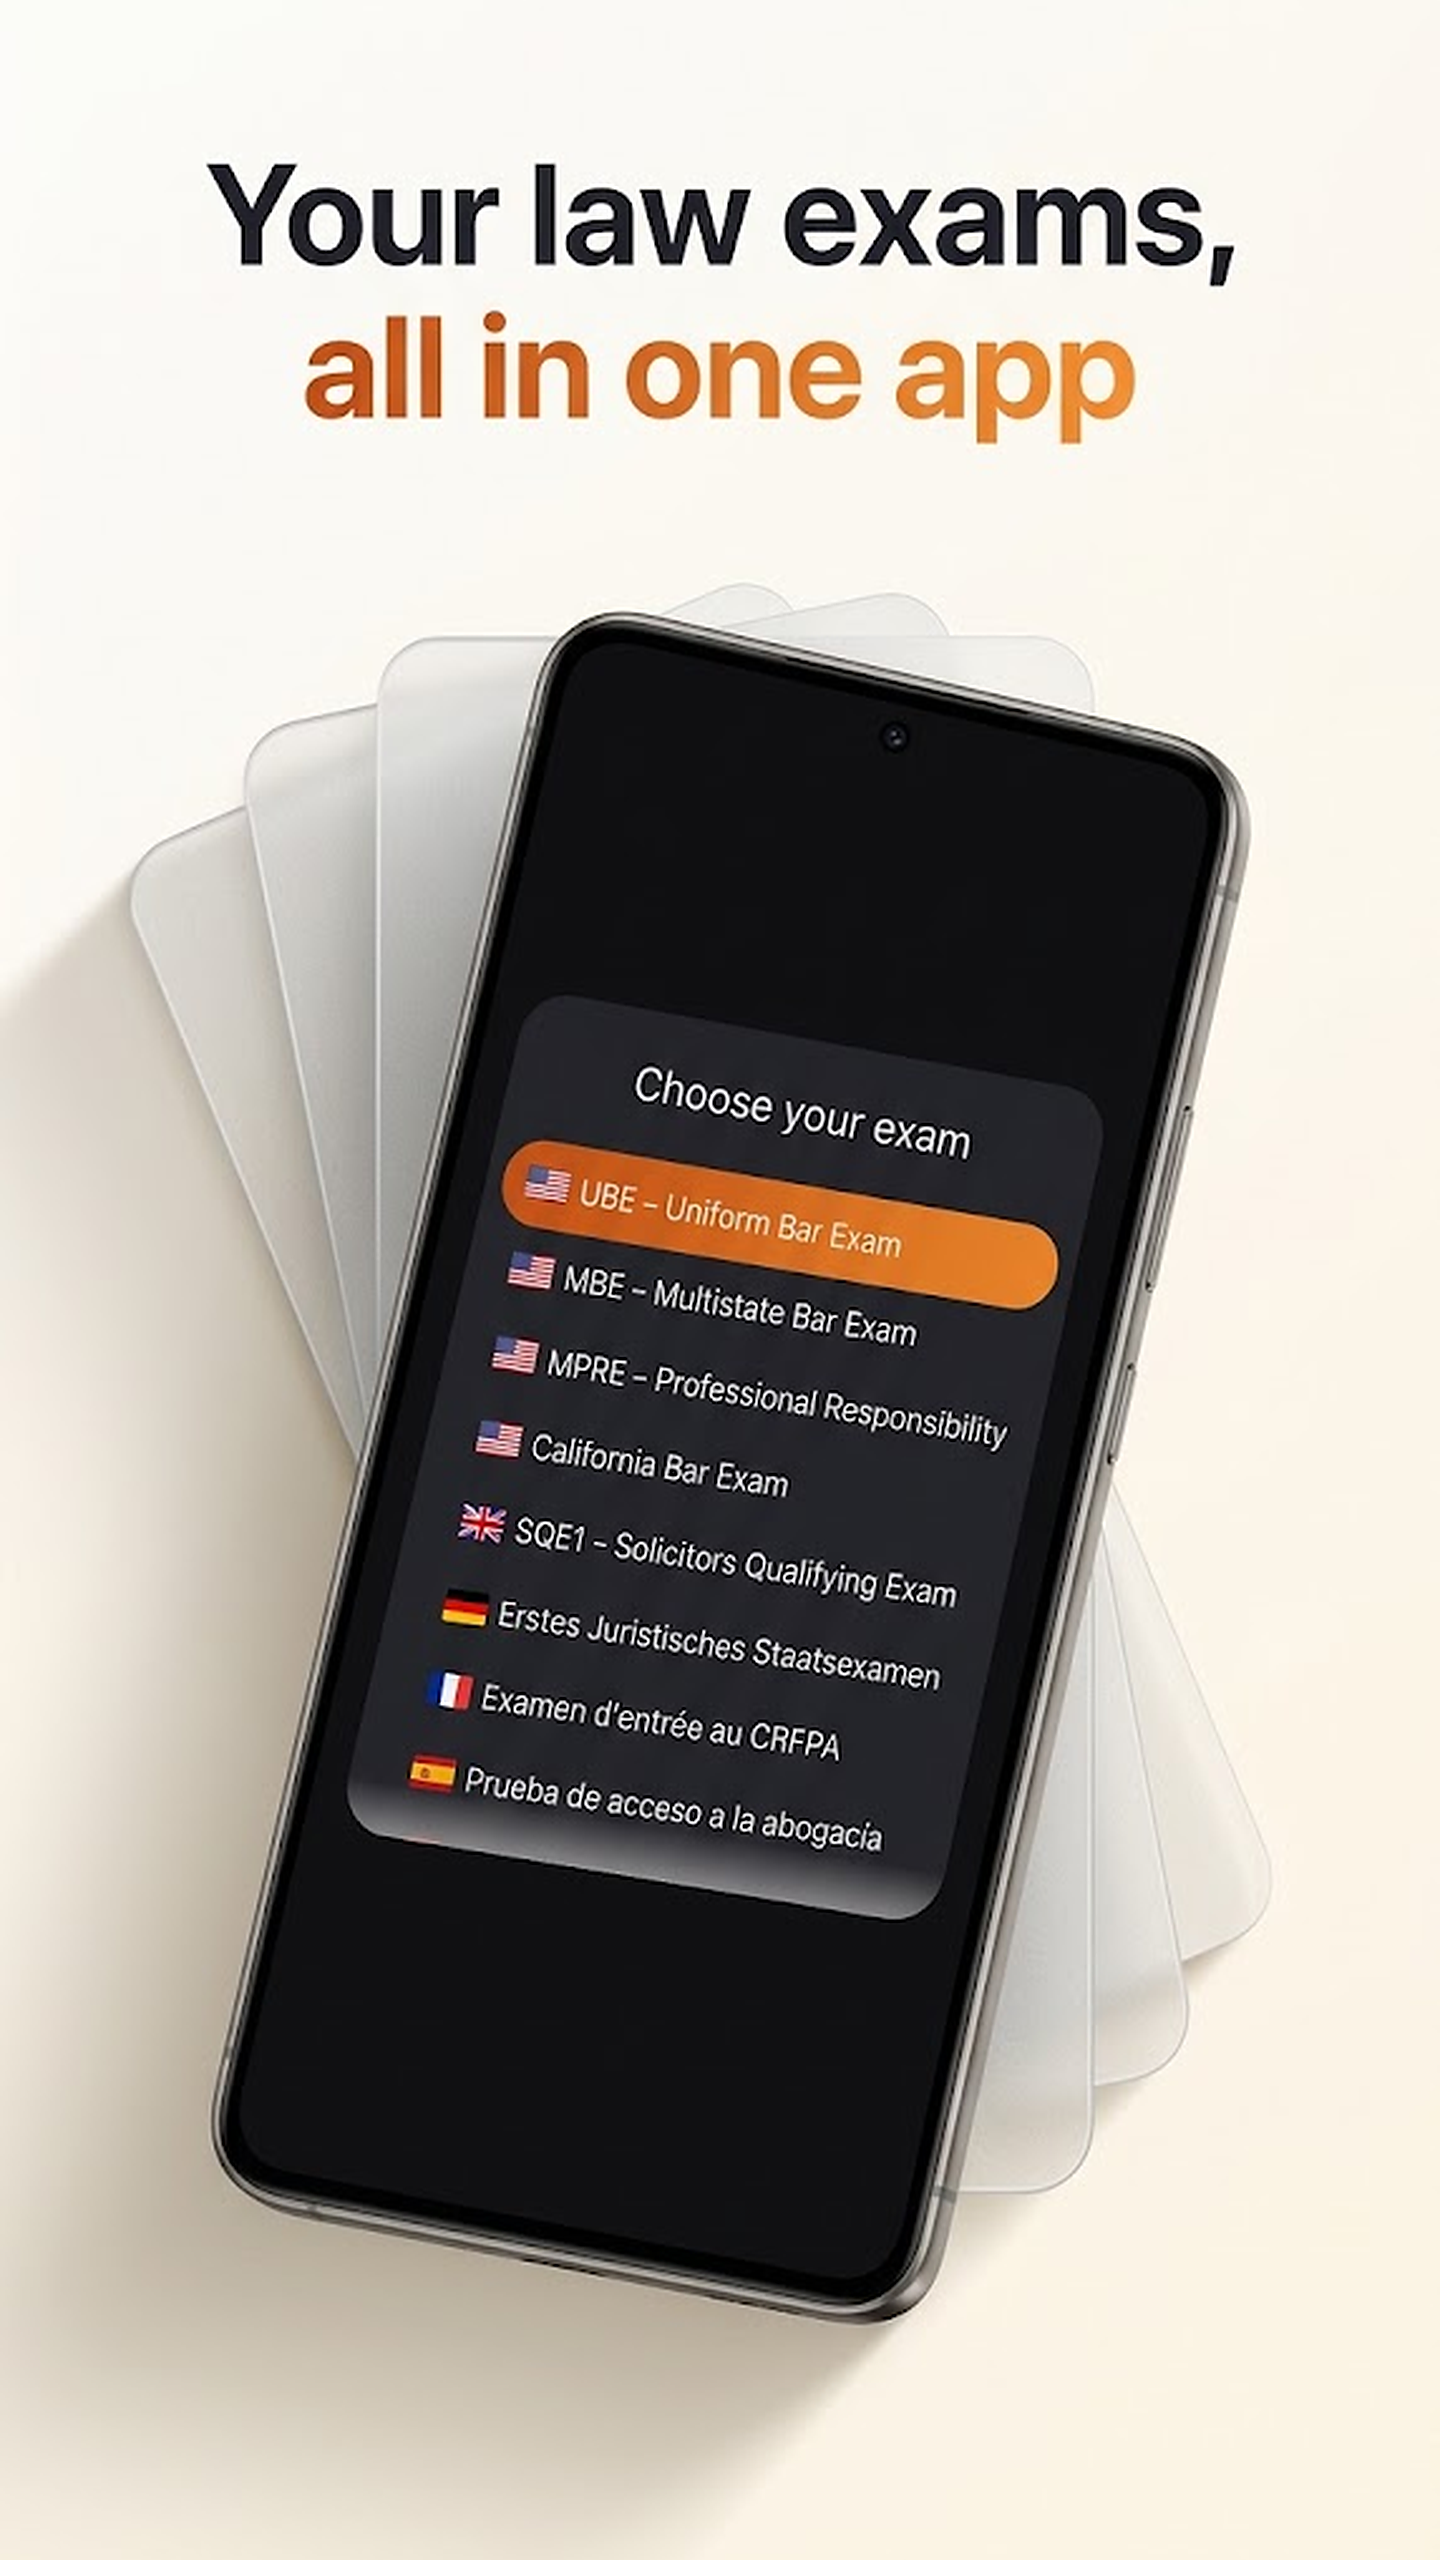 Your law exams,
all in one app
Choose your exam
UBE – Uniform Bar Exam
MBE – Multistate Bar Exam
MPRE – Professional Responsibility
California Bar Exam
SQE1 – Solicitors Qualifying Exam
Erstes Juristisches Staatsexamen
Examen d'entrée au CRFPA
Prueba de acceso a la abogacía